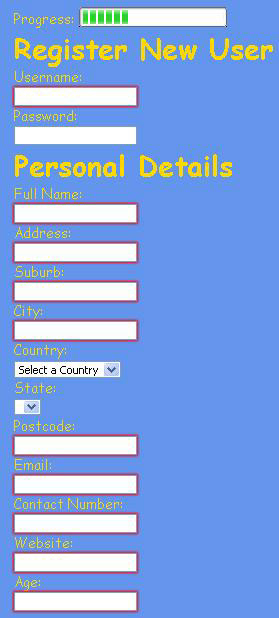 Progress:
Register New User
Username:
Password:
Personal Details
Full Name:
Address:
Suburb:
City:
Country:
Select a Country
State:
Postcode:
Email:
Contact Number:
Website:
Age: